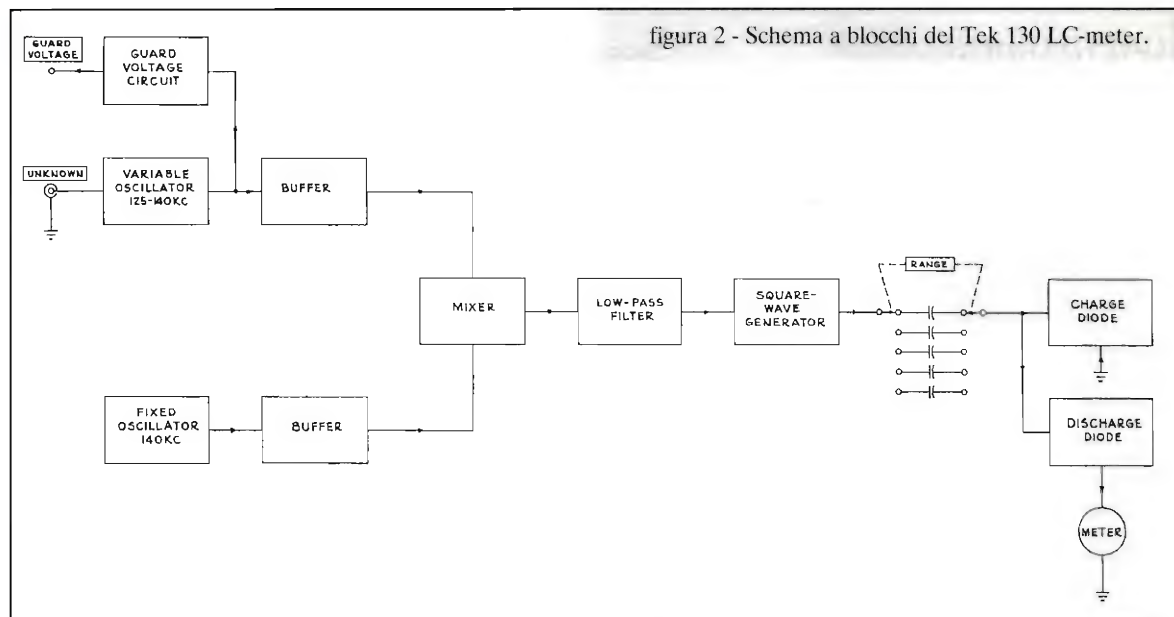 figura 2 - Schema a blocchi del Tek 130 LC-meter.
GUARD
VOLTAGE
GUARD
VOLTAGE
CIRCUIT
UNKNOWN
VARIABLE
OSCILLATOR
125-140KC
BUFFER
MIXER
LOW-PASS
FILTER
SQUARE-
WAVE
GENERATOR
RANGE
CHARGE
DIODE
FIXED
OSCILLATOR
140KC
BUFFER
DISCHARGE
DIODE
METER